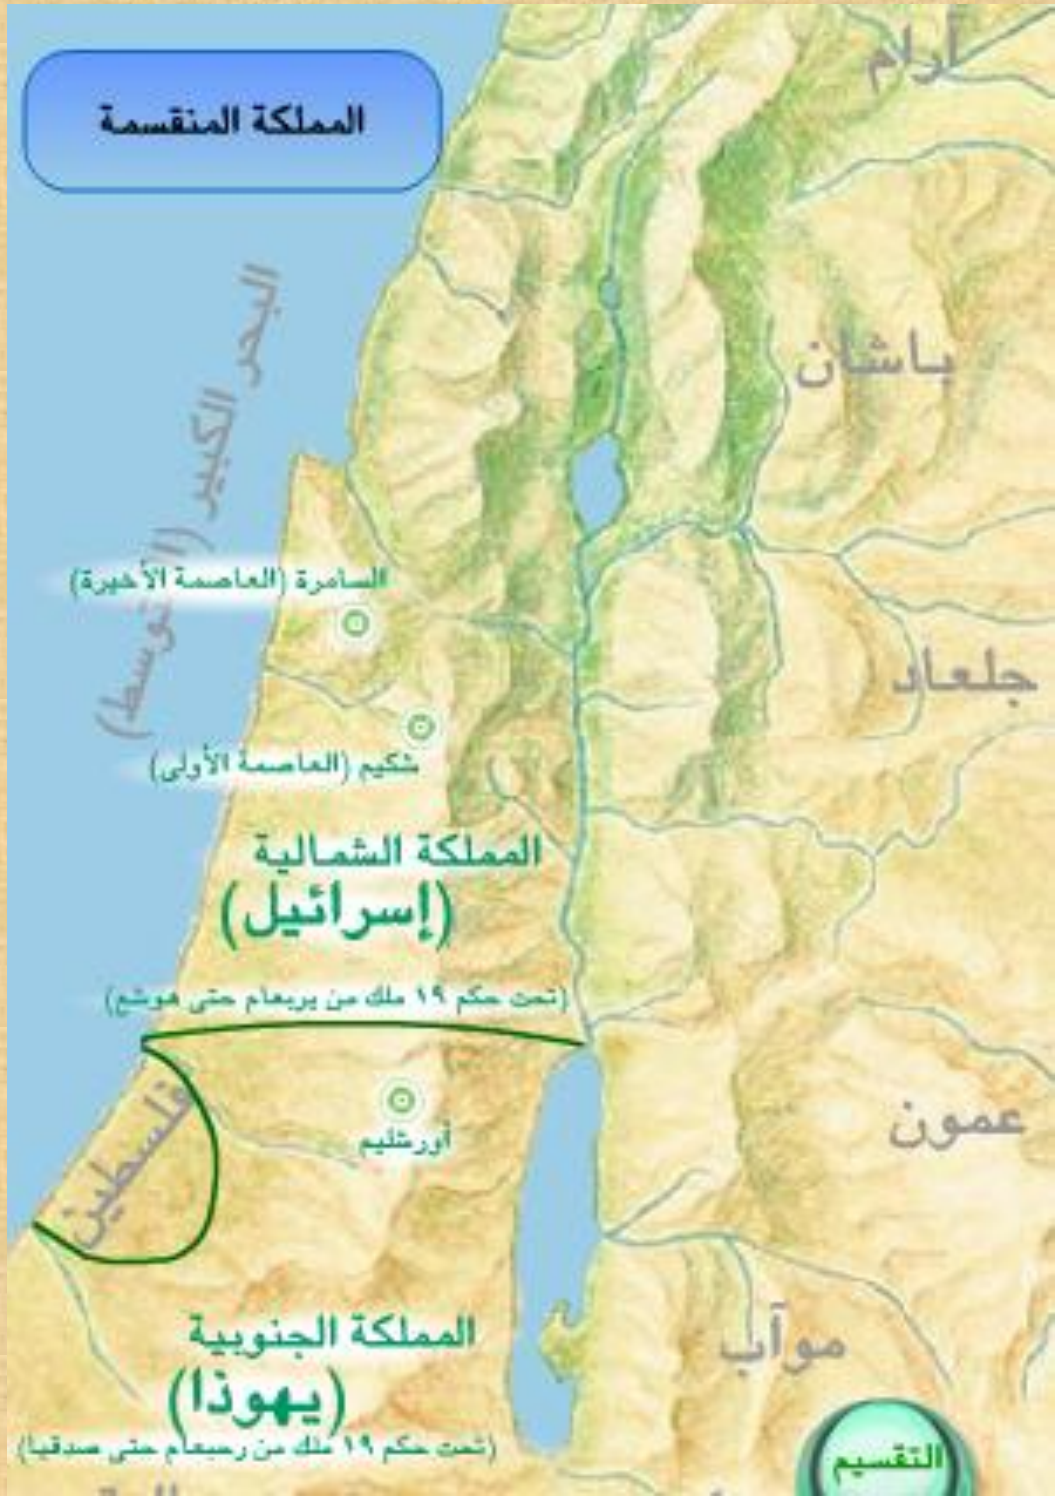 المملكة المنقسمة
آرام
البحر الكبير (المتوسط)
باشان
السامرة (العاصمة الأخيرة)
جلعاد
شكيم (العاصمة الأولى)
المملكة الشمالية
(إسرائيل)
(تحت حكم ١٩ ملك من يربعام حتى هوشع)
فلسطين
أورشليم
عمون
المملكة الجنوبية
(يهوذا)
(تحت حكم ١٩ ملك من رحبعام حتى صدقيا)
موآب
التقسيم